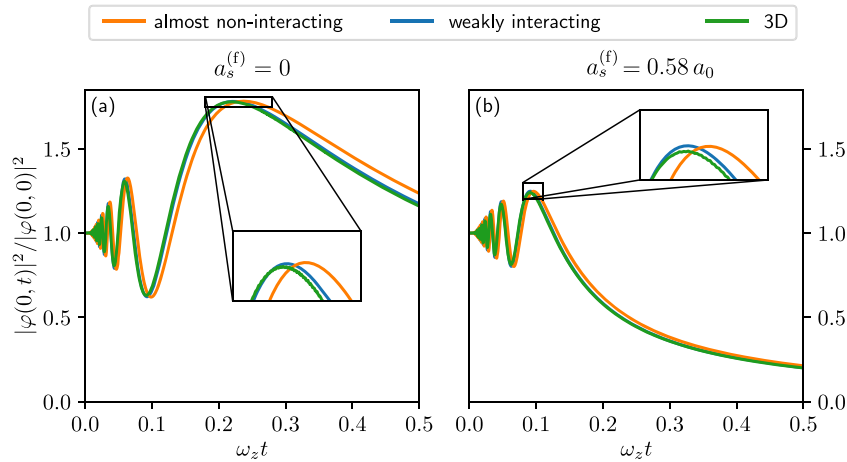 almost non-interacting weakly interacting 3D
a_s^{(f)} = 0 a_s^{(f)} = 0.58 a_0
(a) (b)
|φ(0, t)|²/|φ(0, 0)|²
1.5 1.5
1.0 1.0
0.5 0.5
0.0 0.0
0.0 0.1 0.2 0.3 0.4 0.5 0.0 0.1 0.2 0.3 0.4 0.5
ω_z t ω_z t